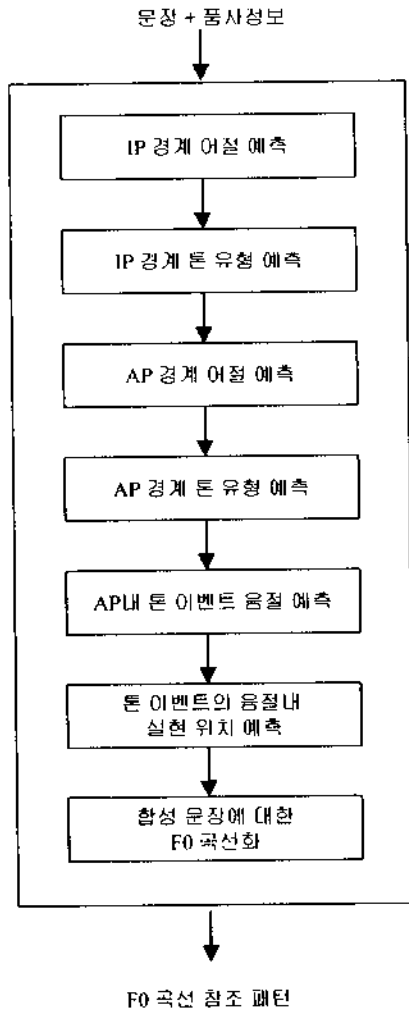 문장 + 품사정보
IP 경계 어절 예측
IP 경계 톤 유형 예측
AP 경계 어절 예측
AP 경계 톤 유형 예측
AP내 톤 이벤트 음절 예측
톤 이벤트의 음절내
실현 위치 예측
합성 문장에 대한
F0 곡선화
F0 곡선 참조 패턴